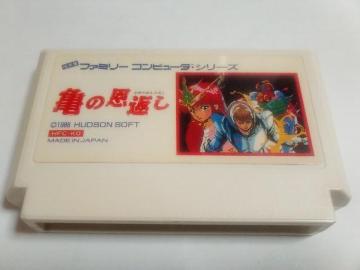 ファミリー コンピュータ・シリーズ
亀の恩返し
©1988 HUDSON SOFT
HFC-KO
MADE IN JAPAN